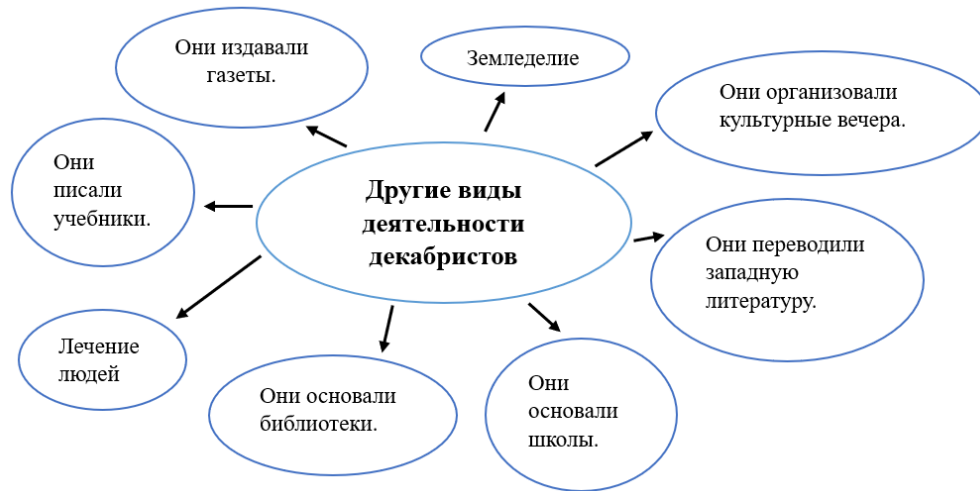 Они издавали
газеты.
Земледелие
Они организовали
культурные вечера.
Они
писали
учебники.
Другие виды
деятельности
декабристов
Они переводили
западную
литературу.
Лечение
людей
Они основали
библиотеки.
Они
основали
школы.